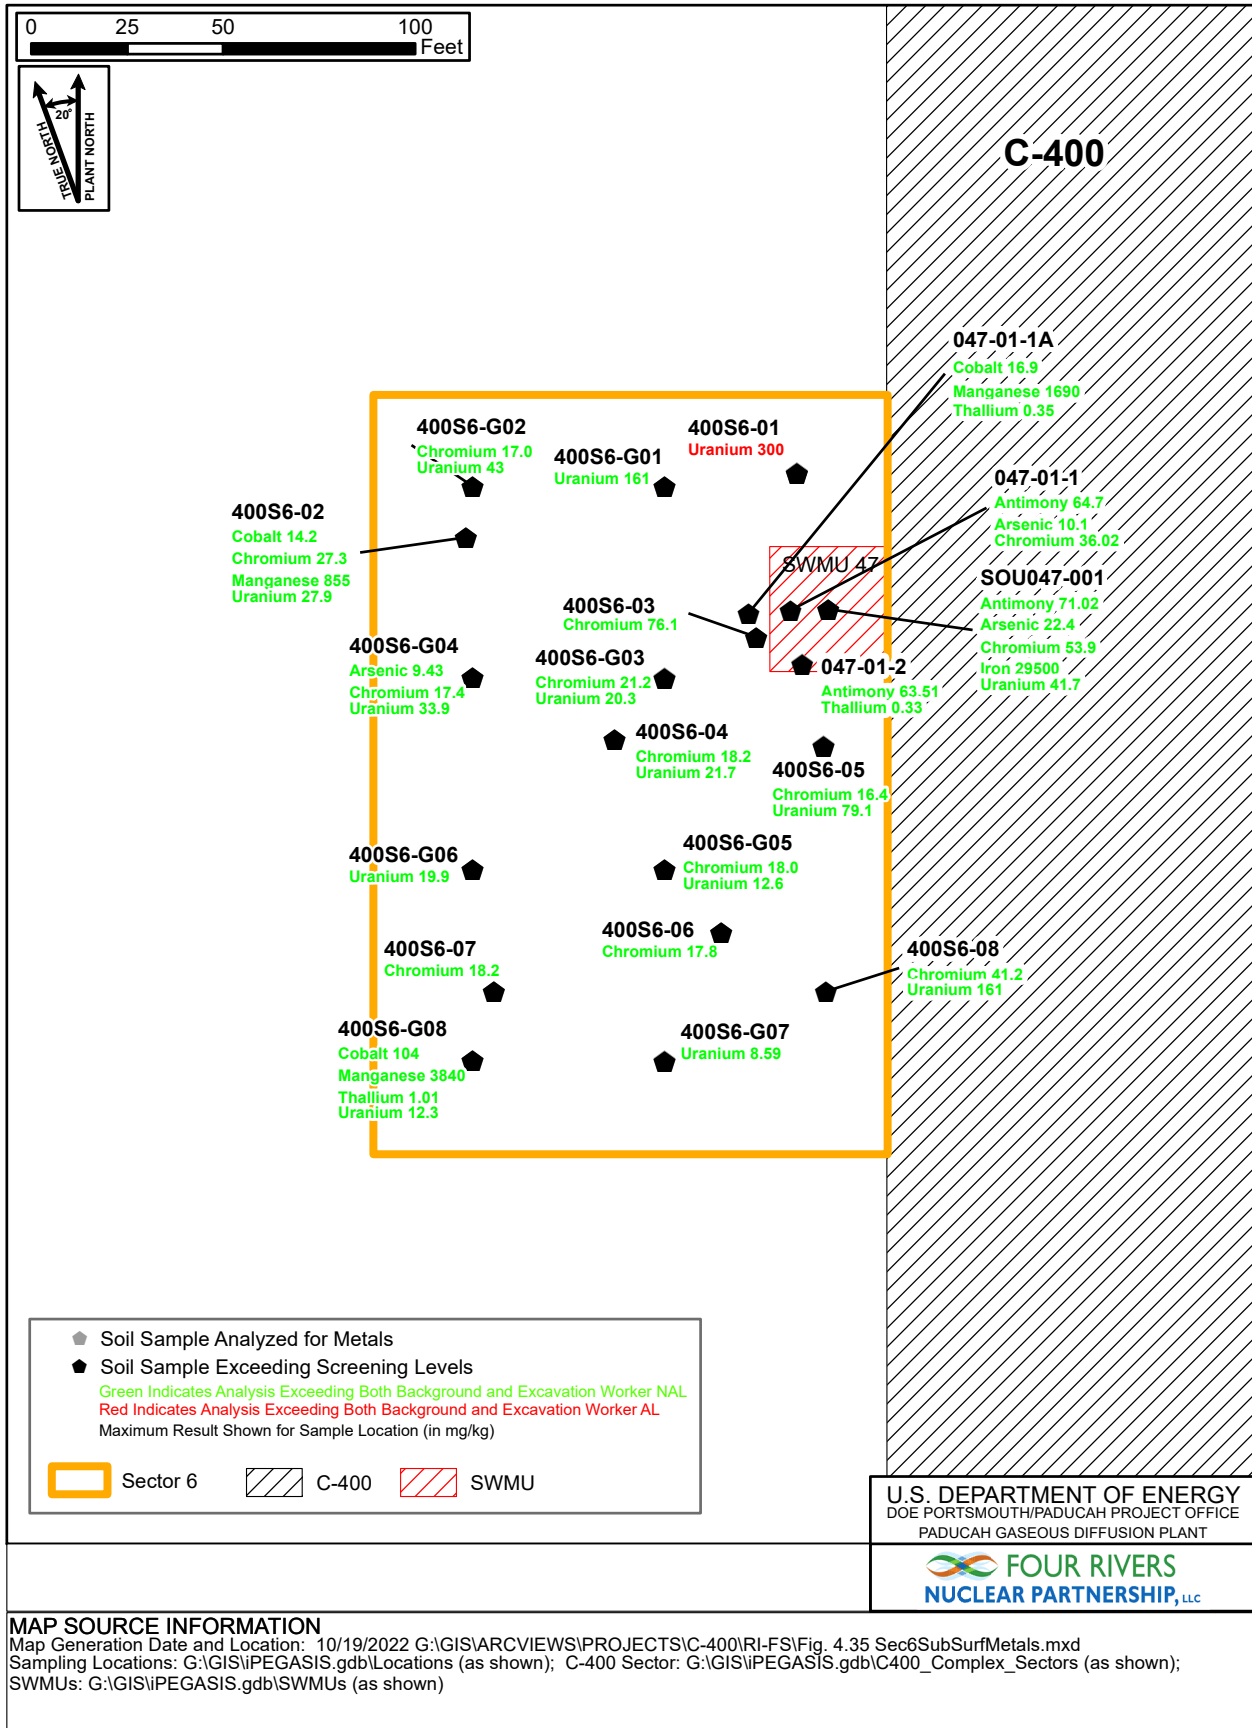 0 25 50 100
Feet
20°
TRUE NORTH
PLANT NORTH
C-400
047-01-1A
Cobalt 16.9
Manganese 1690
Thallium 0.35
400S6-G02
Chromium 17.0
Uranium 43
400S6-01
Uranium 300
400S6-G01
Uranium 161
047-01-1
Antimony 64.7
Arsenic 10.1
Chromium 36.02
400S6-02
Cobalt 14.2
Chromium 27.3
Manganese 855
Uranium 27.9
SWMU 47
SOU047-001
Antimony 71.02
Arsenic 22.4
Chromium 53.9
Iron 29500
Uranium 41.7
400S6-03
Chromium 76.1
400S6-G04
Arsenic 9.43
Chromium 17.4
Uranium 33.9
400S6-G03
Chromium 21.2
Uranium 20.3
047-01-2
Antimony 63.51
Thallium 0.33
400S6-04
Chromium 18.2
Uranium 21.7
400S6-05
Chromium 16.4
Uranium 79.1
400S6-G06
Uranium 19.9
400S6-G05
Chromium 18.0
Uranium 12.6
400S6-06
Chromium 17.8
400S6-07
Chromium 18.2
400S6-08
Chromium 41.2
Uranium 161
400S6-G08
Cobalt 104
Manganese 3840
Thallium 1.01
Uranium 12.3
400S6-G07
Uranium 8.59
Soil Sample Analyzed for Metals
Soil Sample Exceeding Screening Levels
Green Indicates Analysis Exceeding Both Background and Excavation Worker NAL
Red Indicates Analysis Exceeding Both Background and Excavation Worker AL
Maximum Result Shown for Sample Location (in mg/kg)
Sector 6 C-400 SWMU
U.S. DEPARTMENT OF ENERGY
DOE PORTSMOUTH/PADUCAH PROJECT OFFICE
PADUCAH GASEOUS DIFFUSION PLANT
FOUR RIVERS
NUCLEAR PARTNERSHIP, LLC
MAP SOURCE INFORMATION
Map Generation Date and Location: 10/19/2022 G:\GIS\ARCVIEWS\PROJECTS\C-400\RI-FS\Fig. 4.35 Sec6SubSurfMetals.mxd
Sampling Locations: G:\GIS\iPEGASIS.gdb\Locations (as shown); C-400 Sector: G:\GIS\iPEGASIS.gdb\C400_Complex_Sectors (as shown);
SWMUs: G:\GIS\iPEGASIS.gdb\SWMUs (as shown)